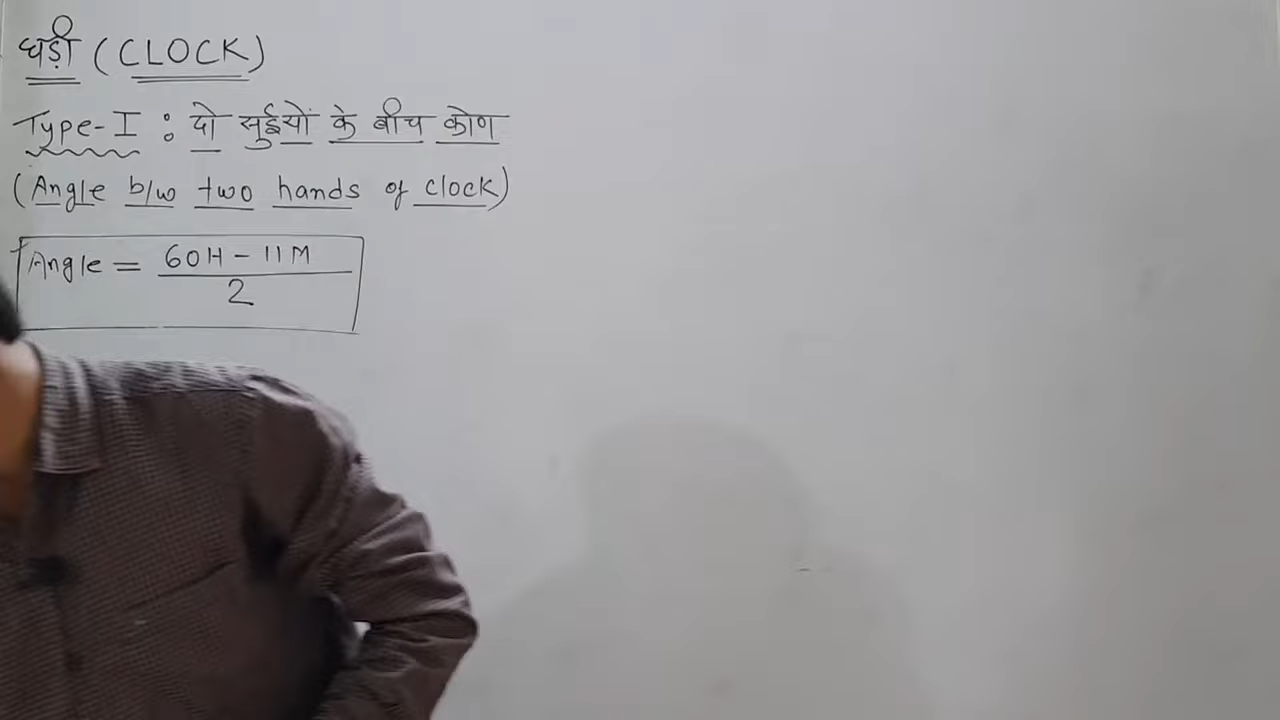 घड़ी (CLOCK)
Type-I : दो सुईयों के बीच कोण
(Angle b/w two hands of clock)
Angle = 60H - 11M / 2